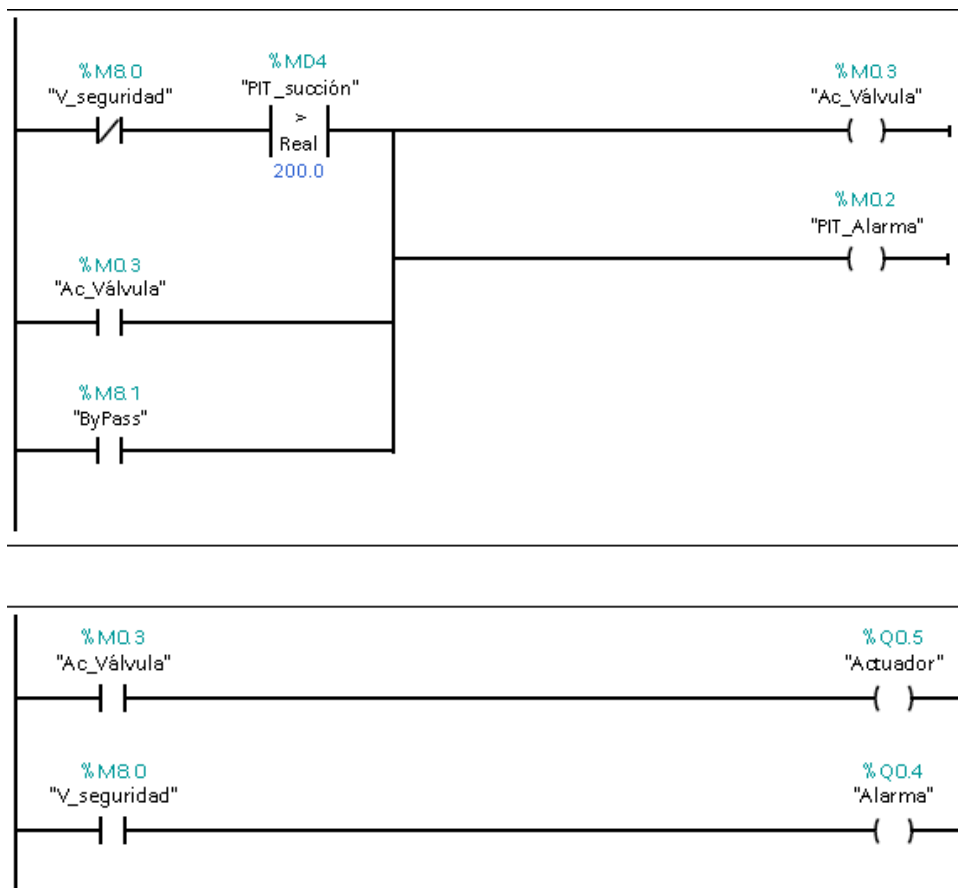 %M8.0
"V_seguridad"
%MD4
"PIT_succión"
>
Real
200.0
%M0.3
"Ac_Válvula"
%M0.2
"PIT_Alarma"
%M0.3
"Ac_Válvula"
%M8.1
"ByPass"
%M0.3
"Ac_Válvula"
%Q0.5
"Actuador"
%M8.0
"V_seguridad"
%Q0.4
"Alarma"